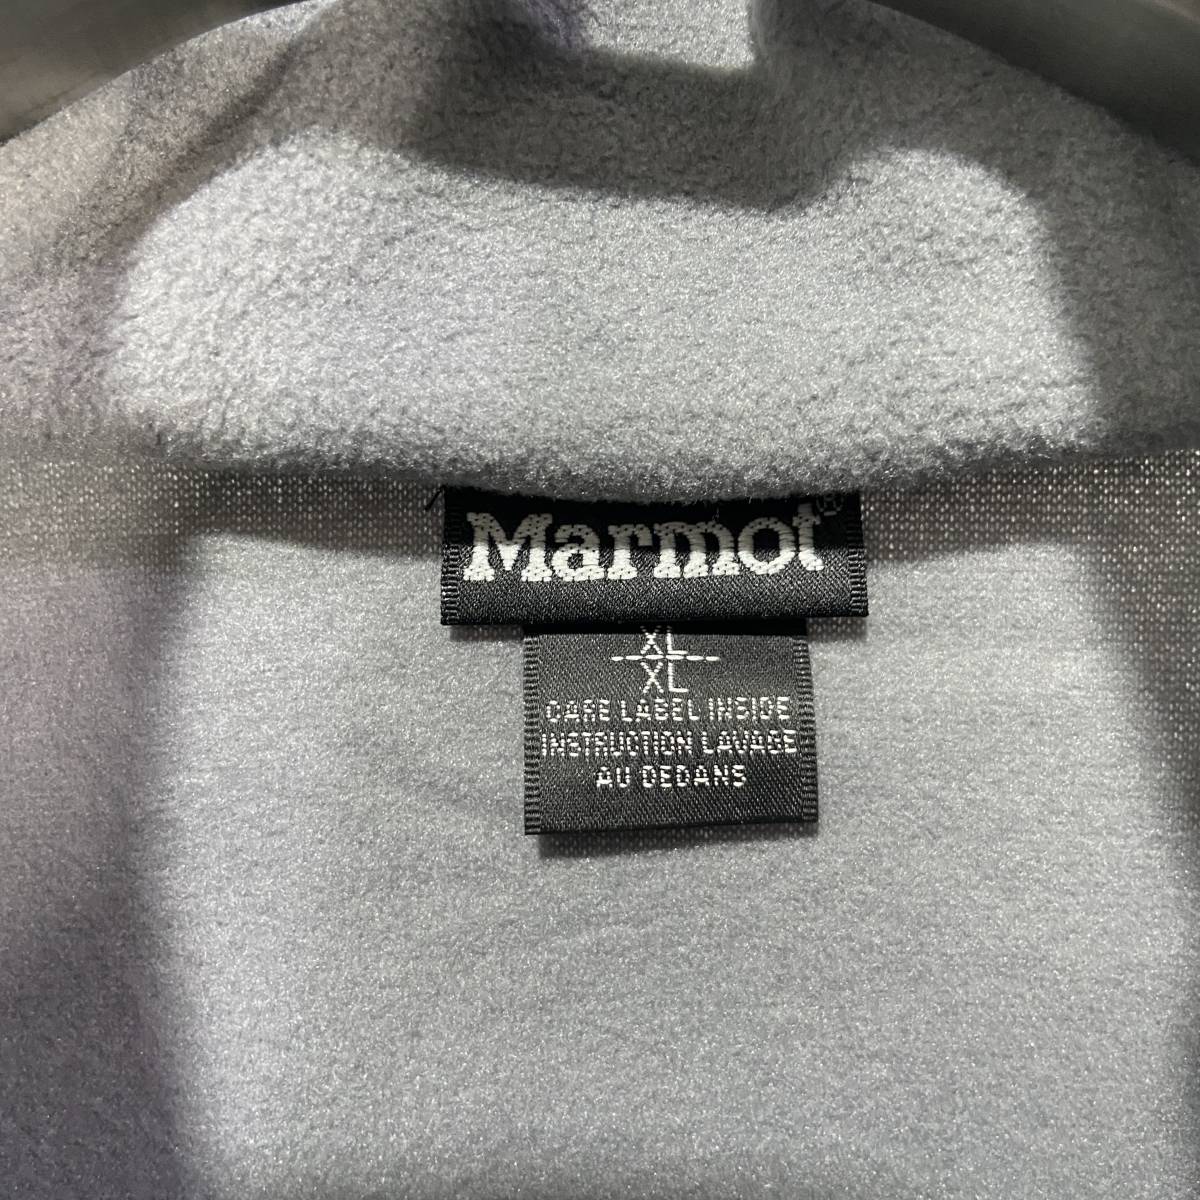 Marmot®
XL
XL
CARE LABEL INSIDE
INSTRUCTION LAVAGE
AU DEDANS